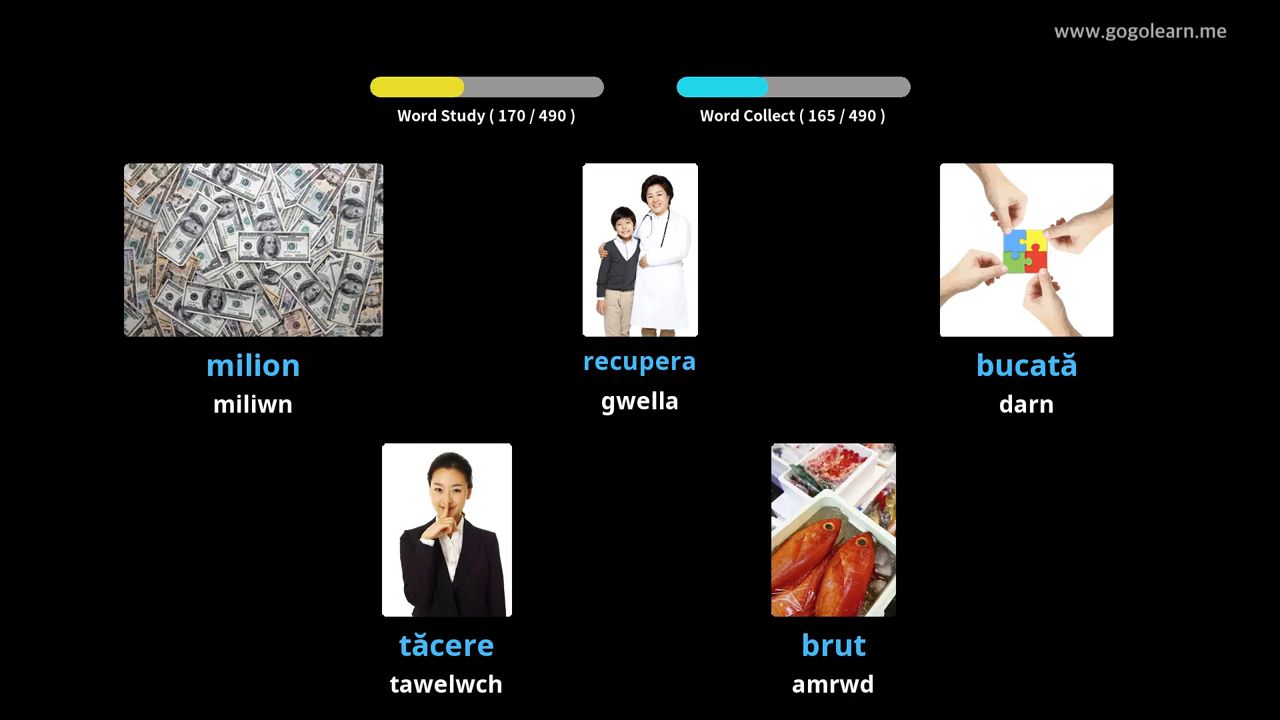 www.gogolearn.me
Word Study ( 170 / 490 )
Word Collect ( 165 / 490 )
milion
miliwn
recupera
gwella
bucată
darn
tăcere
tawelwch
brut
amrwd